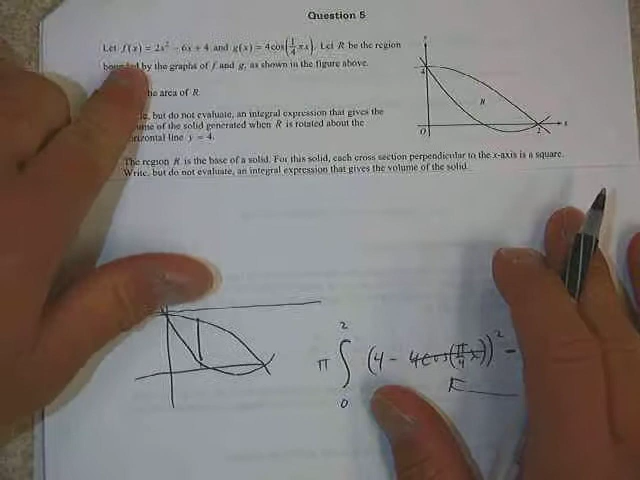 Question 5
Let f(x) = 2x² − 6x + 4 and g(x) = 4cos(1/4 πx). Let R be the region
by the graphs of f and g, as shown in the figure above.
the area of R.
but do not evaluate, an integral expression that gives the
of the solid generated when R is rotated about the
line y = 4.
The region R is the base of a solid. For this solid, each cross section perpendicular to the x-axis is a square.
Write, but do not evaluate, an integral expression that gives the volume of the solid.
y
4
R
O
2
x
π ∫₀² (4 − 4cos(π/4 x))² −